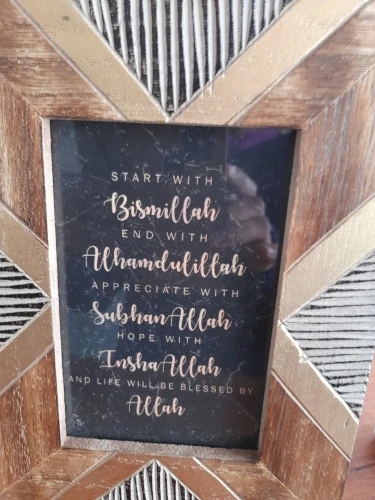 START WITH
Bismillah
END WITH
Alhamdulillah
APPRECIATE WITH
SubhanAllah
HOPE WITH
InshaAllah
AND LIFE WILL BE BLESSED BY
Allah